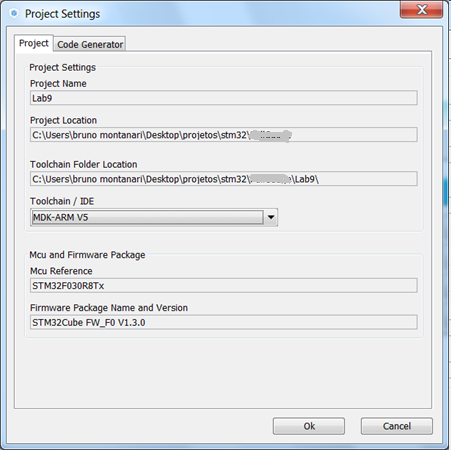 Project Settings
Project
Code Generator
Project Settings
Project Name
Lab9
Project Location
C:\Users\bruno montanari\Desktop\projetos\stm32\
Toolchain Folder Location
C:\Users\bruno montanari\Desktop\projetos\stm32\ \Lab9\
Toolchain / IDE
MDK-ARM V5
Mcu and Firmware Package
Mcu Reference
STM32F030R8Tx
Firmware Package Name and Version
STM32Cube FW_F0 V1.3.0
Ok
Cancel